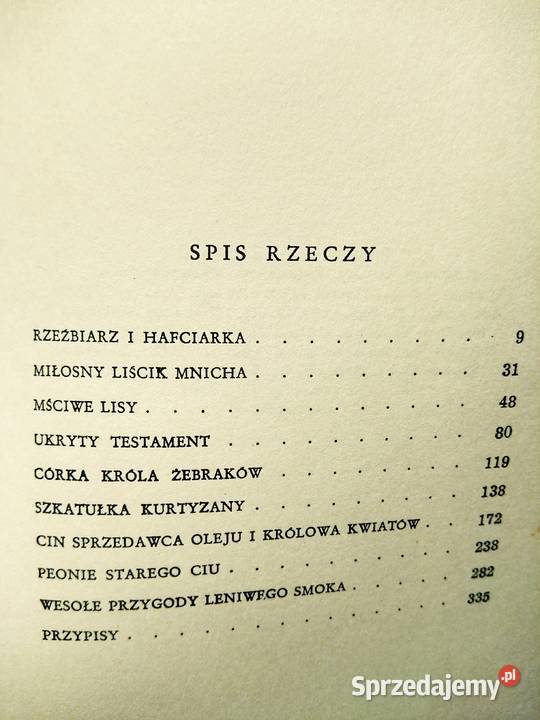 SPIS RZECZY
RZEŹBIARZ I HAFCIARKA . . . . . . . . . 9
MIŁOSNY LIŚCIK MNICHA . . . . . . . . . 31
MŚCIWE LISY . . . . . . . . . . . . . 48
UKRYTY TESTAMENT . . . . . . . . . . 80
CÓRKA KRÓLA ŻEBRAKÓW . . . . . . . . 119
SZKATUŁKA KURTYZANY . . . . . . . . . 138
CIN SPRZEDAWCA OLEJU I KRÓLOWA KWIATÓW . . 172
PEONIE STAREGO CIU . . . . . . . . . . 238
WESOŁE PRZYGODY LENIWEGO SMOKA . . . . . 282
PRZYPISY . . . . . . . . . . . . . 335
Sprzedajemy.pl